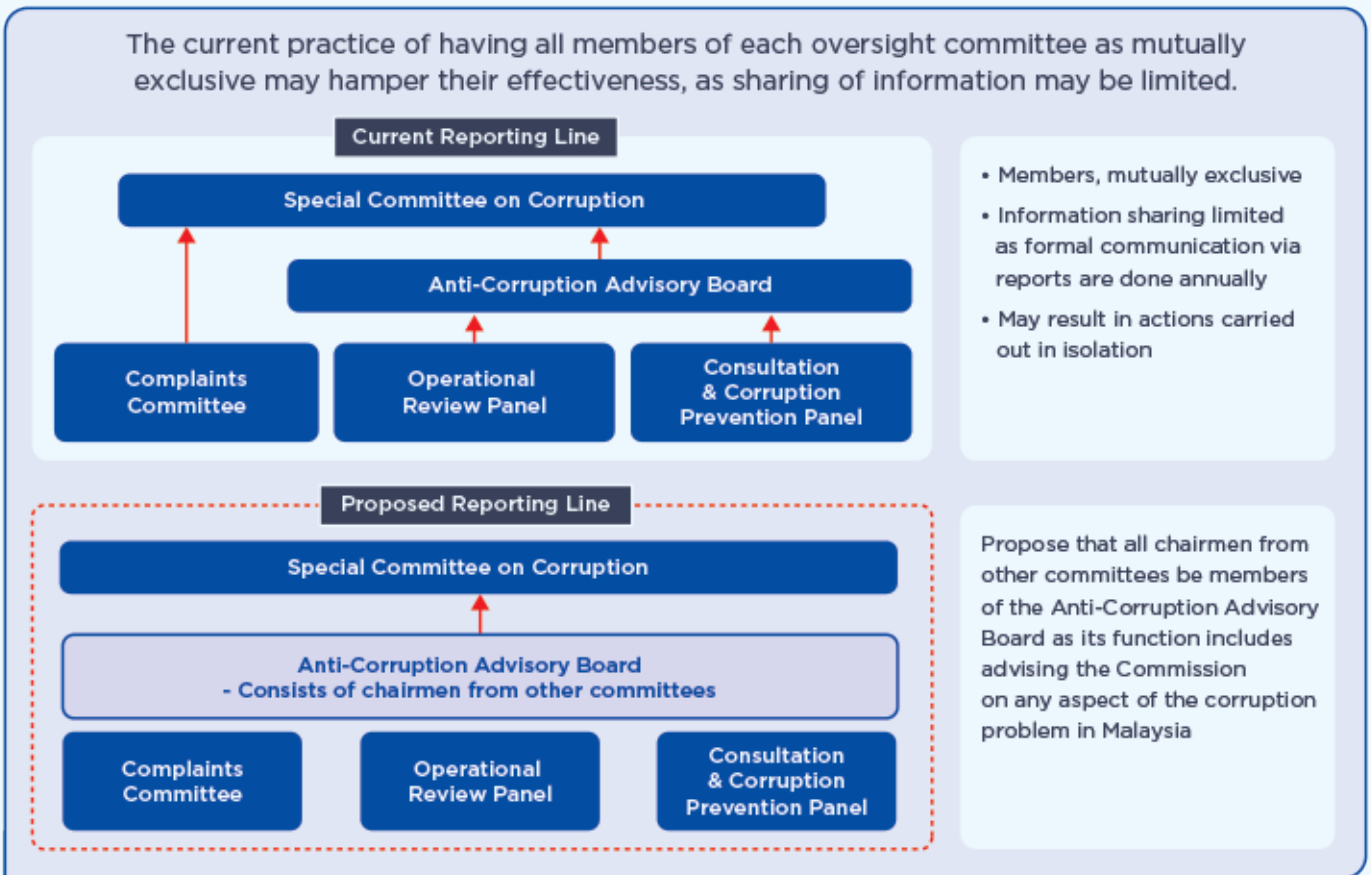 The current practice of having all members of each oversight committee as mutually
exclusive may hamper their effectiveness, as sharing of information may be limited.
Current Reporting Line
Special Committee on Corruption
Anti-Corruption Advisory Board
Complaints
Committee
Operational
Review Panel
Consultation
& Corruption
Prevention Panel
• Members, mutually exclusive
• Information sharing limited
as formal communication via
reports are done annually
• May result in actions carried
out in isolation
Proposed Reporting Line
Special Committee on Corruption
Anti-Corruption Advisory Board
- Consists of chairmen from other committees
Complaints
Committee
Operational
Review Panel
Consultation
& Corruption
Prevention Panel
Propose that all chairmen from
other committees be members
of the Anti-Corruption Advisory
Board as its function includes
advising the Commission
on any aspect of the corruption
problem in Malaysia